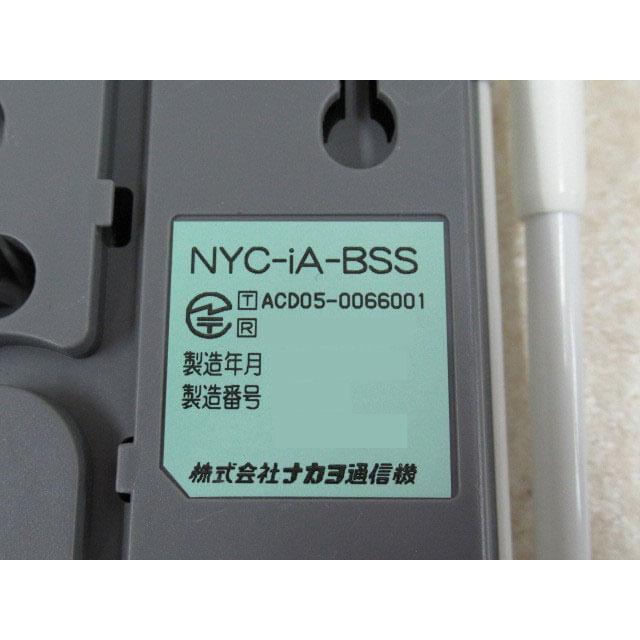 NYC-iA-BSS
T ACD05-0066001
R
製造年月
製造番号
株式会社ナカヨ通信機